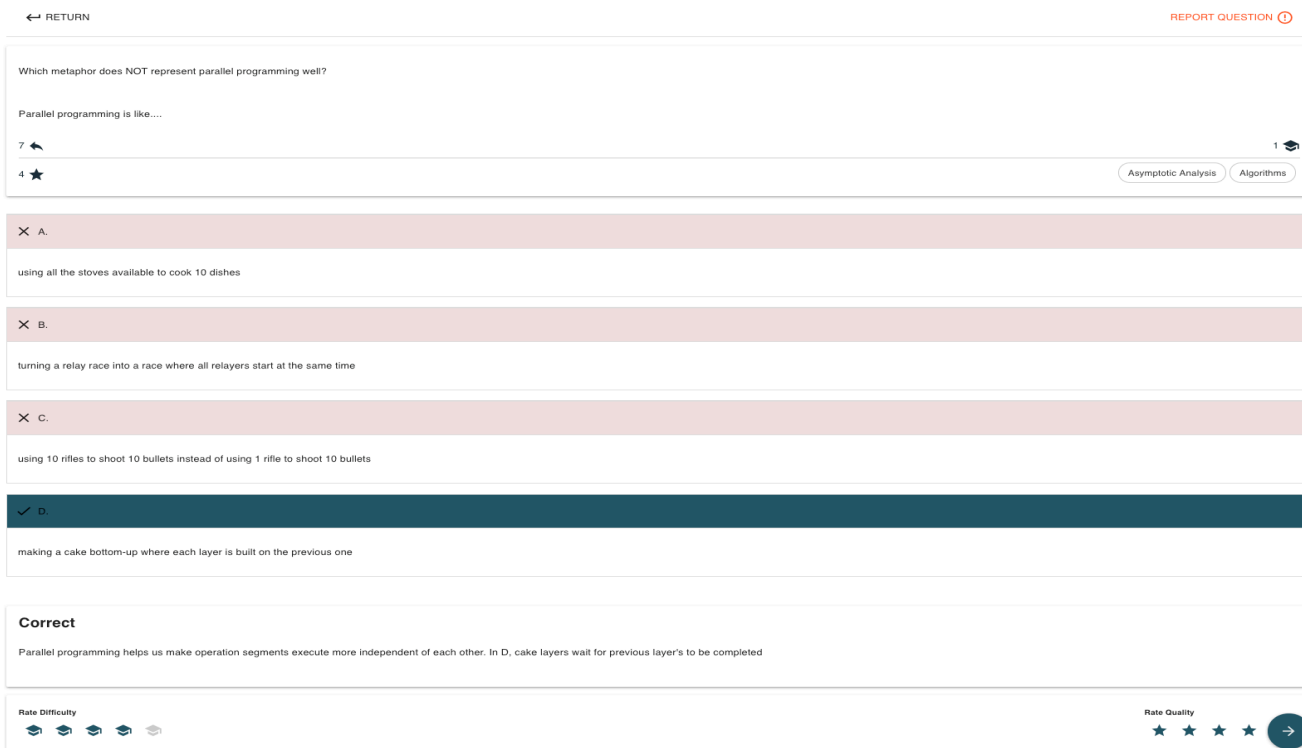 RETURN
REPORT QUESTION
Which metaphor does NOT represent parallel programming well?
Parallel programming is like....
7
1
4
Asymptotic Analysis
Algorithms
A.
using all the stoves available to cook 10 dishes
B.
turning a relay race into a race where all relayers start at the same time
C.
using 10 rifles to shoot 10 bullets instead of using 1 rifle to shoot 10 bullets
D.
making a cake bottom-up where each layer is built on the previous one
Correct
Parallel programming helps us make operation segments execute more independent of each other. In D, cake layers wait for previous layer's to be completed
Rate Difficulty
Rate Quality